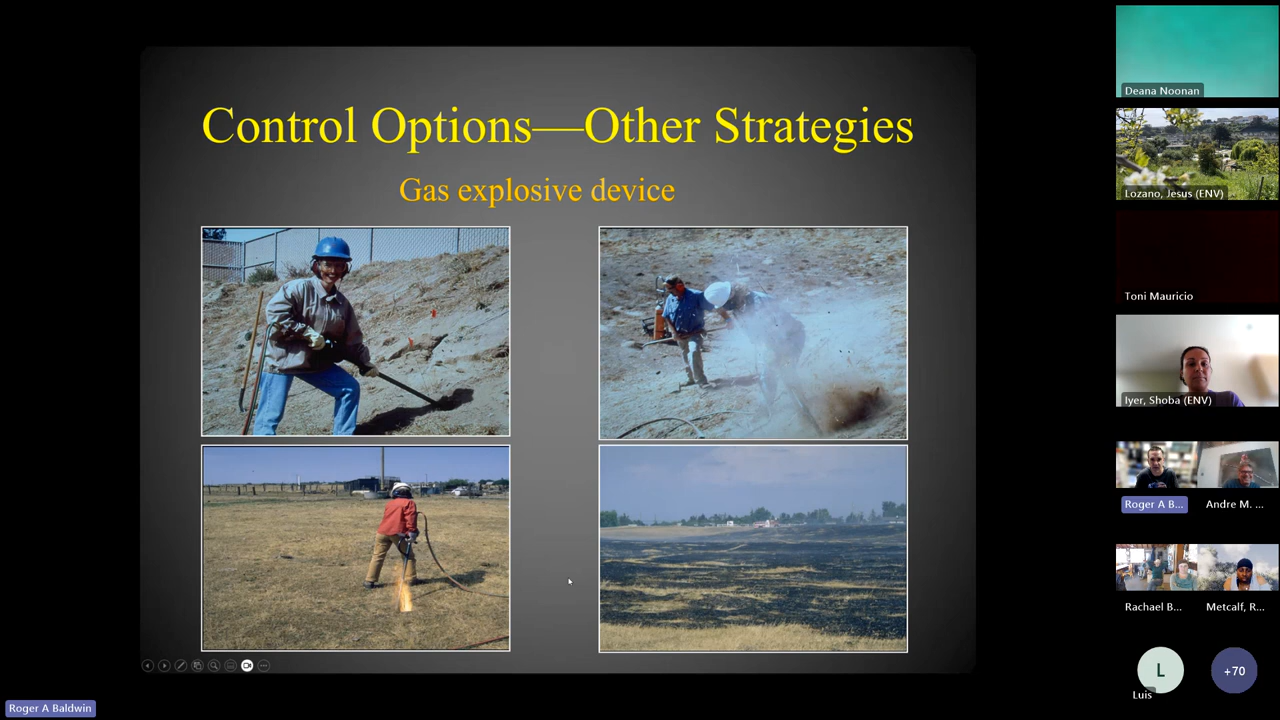 Control Options—Other Strategies
Gas explosive device
Deana Noonan
Lozano, Jesus (ENV)
Toni Mauricio
Iyer, Shoba (ENV)
Roger A B...
Andre M. ...
Rachael B...
Metcalf, R...
L
Luis
+70
Roger A Baldwin